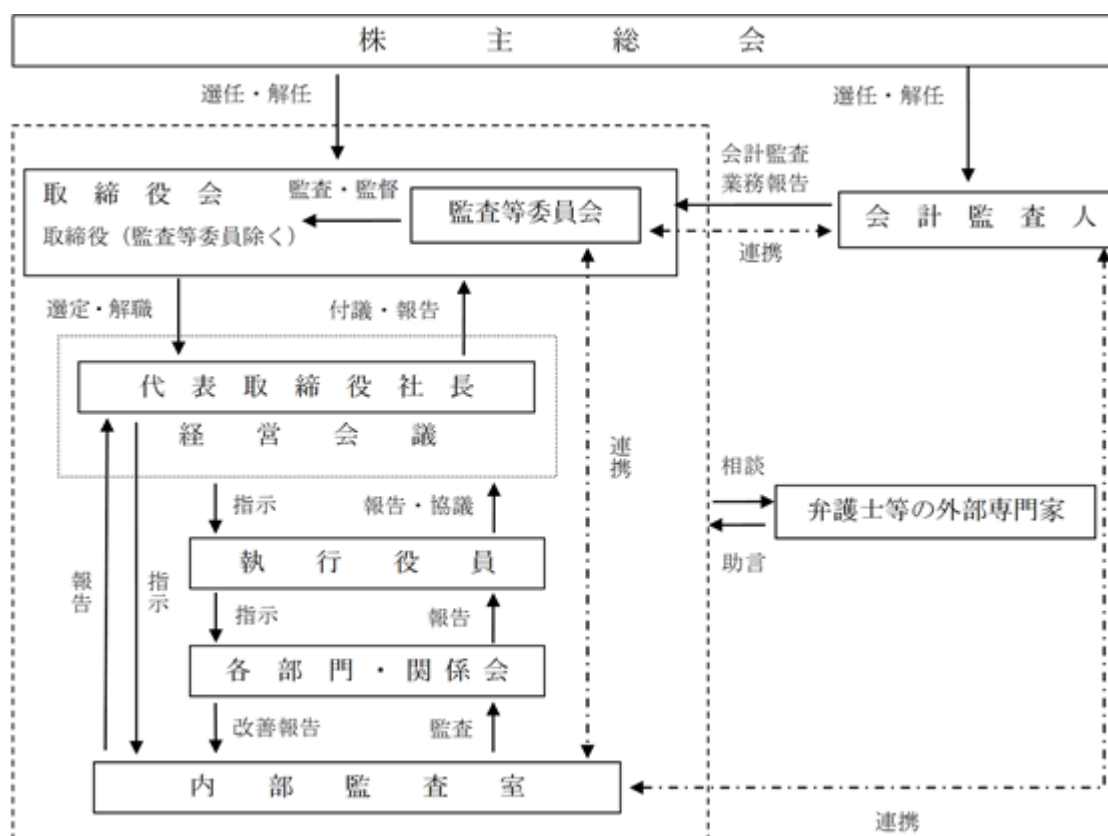 株主総会
選任・解任
選任・解任
会計監査
業務報告
取締役会
監査・監督
監査等委員会
取締役（監査等委員除く）
会計監査人
連携
選定・解職
付議・報告
代表取締役社長
経営会議
連携
指示
報告・協議
相談
弁護士等の外部専門家
助言
執行役員
報告
指示
指示
報告
各部門・関係会
改善報告
監査
内部監査室
連携